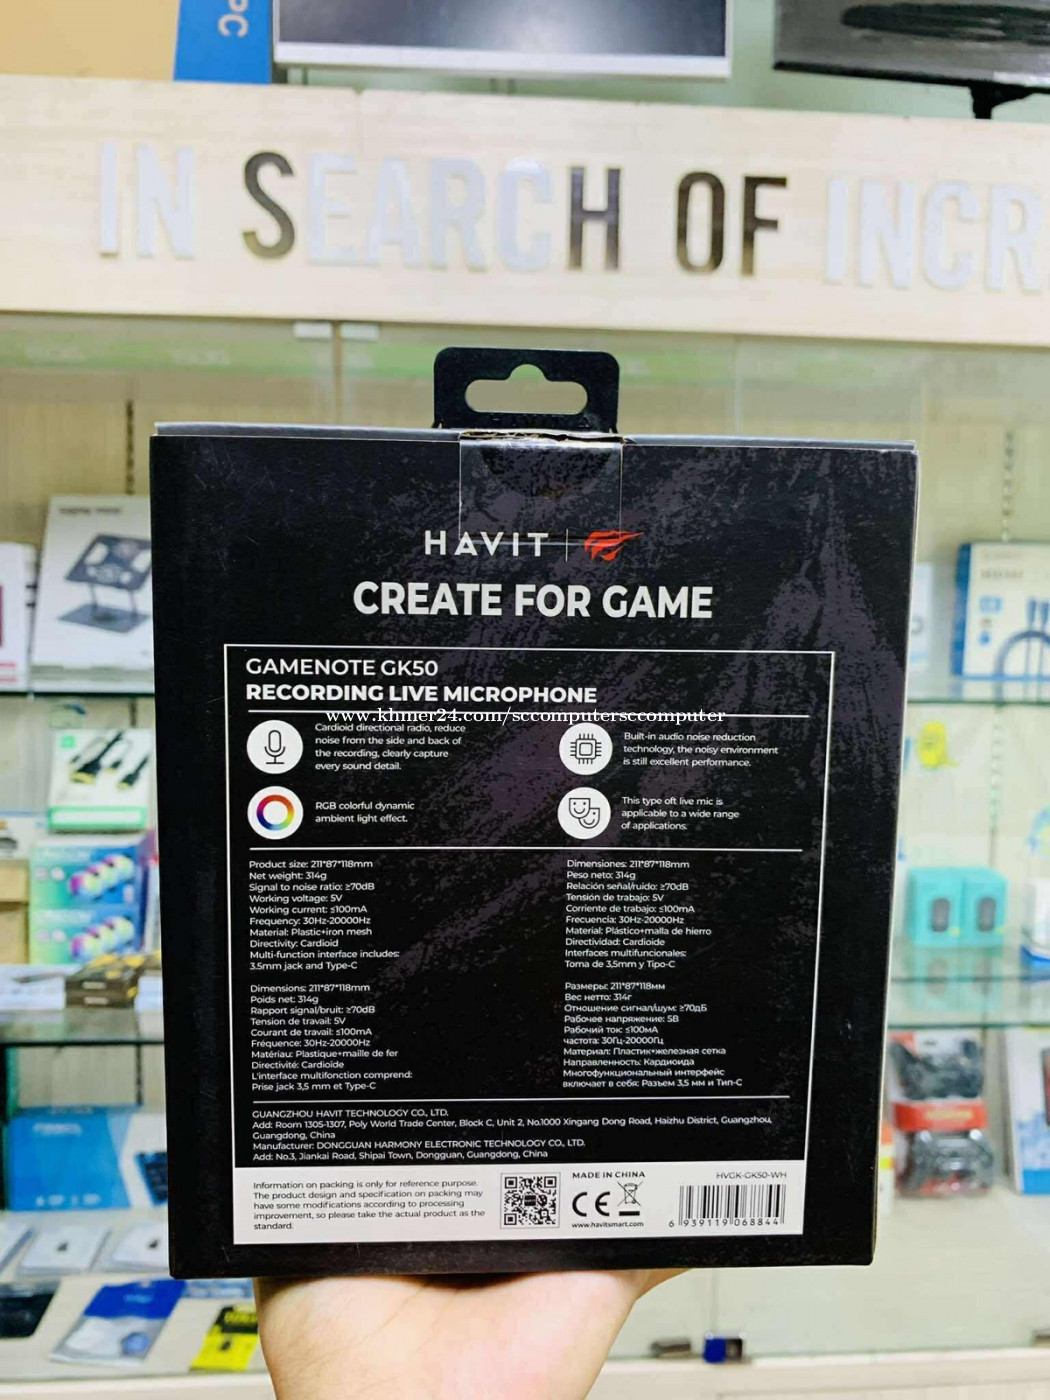 PC
IN SEARCH OF INCR
HAVIT
CREATE FOR GAME
GAMENOTE GK50
RECORDING LIVE MICROPHONE
www.khmer24.com/sccomputersccomputer
Cardioid directional radio, reduce
noise from the side and back of
the recording, clearly capture
every sound detail.
Built-in audio noise reduction
technology, the noisy environment
is still excellent performance.
RGB colorful dynamic
ambient light effect.
This type oft live mic is
applicable to a wide range
of applications.
Product size: 211*87*118mm
Net weight: 314g
Signal to noise ratio: ≥70dB
Working voltage: 5V
Working current: ≤100mA
Frequency: 30Hz-20000Hz
Material: Plastic+iron mesh
Directivity: Cardioid
Multi-function interface includes:
3.5mm jack and Type-C
Dimensiones: 211*87*118mm
Peso neto: 314g
Relación señal/ruido: ≥70dB
Tensión de trabajo: 5V
Corriente de trabajo: ≤100mA
Frecuencia: 30Hz-20000Hz
Material: Plástico+malla de hierro
Directividad: Cardioide
Interfaces multifuncionales:
Toma de 3,5mm y Tipo-C
Dimensions: 211*87*118mm
Poids net: 314g
Rapport signal/bruit: ≥70dB
Tension de travail: 5V
Courant de travail: ≤100mA
Fréquence: 30Hz-20000Hz
Matériau: Plastique+maille de fer
Directivité: Cardioïde
L'interface multifonction comprend:
Prise jack 3,5 mm et Type-C
Размеры: 211*87*118мм
Вес нетто: 314г
Отношение сигнал/шум: ≥70дБ
Рабочее напряжение: 5В
Рабочий ток: ≤100мА
частота: 30Гц-20000Гц
Материал: Пластик+железная сетка
Направленность: Кардиоида
Многофункциональный интерфейс
включает в себя: Разъем 3,5 мм и Тип-C
GUANGZHOU HAVIT TECHNOLOGY CO., LTD.
Add: Room 1305-1307, Poly World Trade Center, Block C, Unit 2, No.1000 Xingang Dong Road, Haizhu District, Guangzhou,
Guangdong, China
Manufacturer: DONGGUAN HARMONY ELECTRONIC TECHNOLOGY CO., LTD.
Add: No.3, Jiankai Road, Shipai Town, Dongguan, Guangdong, China
Information on packing is only for reference purpose.
The product design and specification on packing may
have some modifications according to processing
improvement, so please take the actual product as the
standard.
MADE IN CHINA
CE
www.havitsmart.com
HVGK-GK50-WH
6 939119 068844